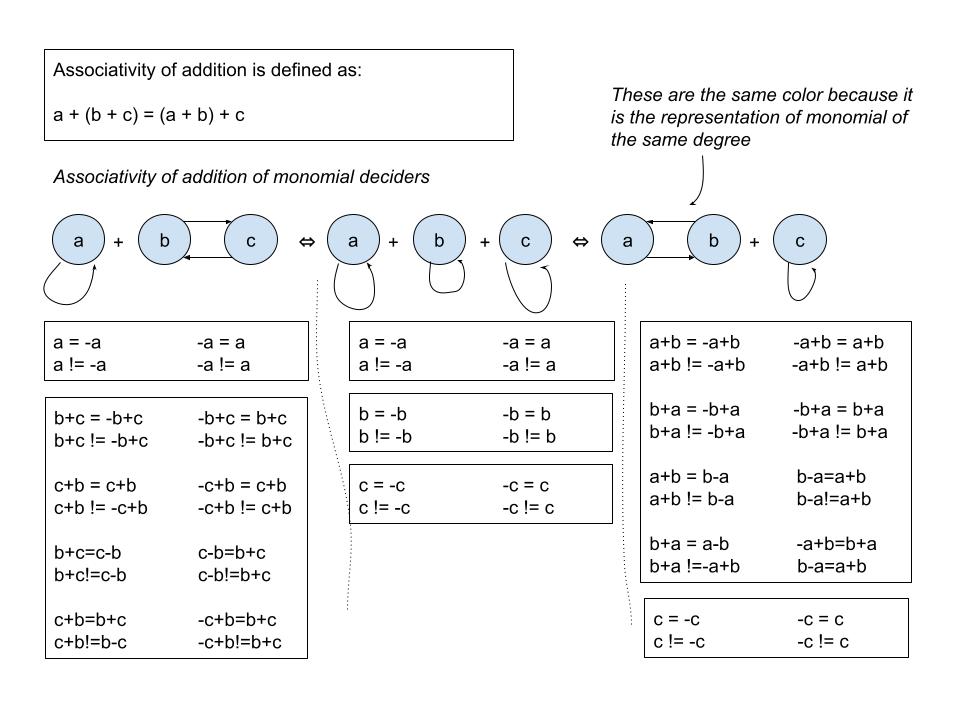 Associativity of addition is defined as:
a + (b + c) = (a + b) + c
These are the same color because it
is the representation of monomial of
the same degree
Associativity of addition of monomial deciders
a + b c ⇔ a + b + c ⇔ a b + c
a = -a -a = a
a != -a -a != a
b+c = -b+c -b+c = b+c
b+c != -b+c -b+c != b+c
c+b = c+b -c+b = c+b
c+b != -c+b -c+b != c+b
b+c=c-b c-b=b+c
b+c!=c-b c-b!=b+c
c+b=b+c -c+b=b+c
c+b!=b-c -c+b!=b+c
a = -a -a = a
a != -a -a != a
b = -b -b = b
b != -b -b != b
c = -c -c = c
c != -c -c != c
a+b = -a+b -a+b = a+b
a+b != -a+b -a+b != a+b
b+a = -b+a -b+a = b+a
b+a != -b+a -b+a != b+a
a+b = b-a b-a=a+b
a+b != b-a b-a!=a+b
b+a = a-b -a+b=b+a
b+a !=-a+b b-a=a+b
c = -c -c = c
c != -c -c != c